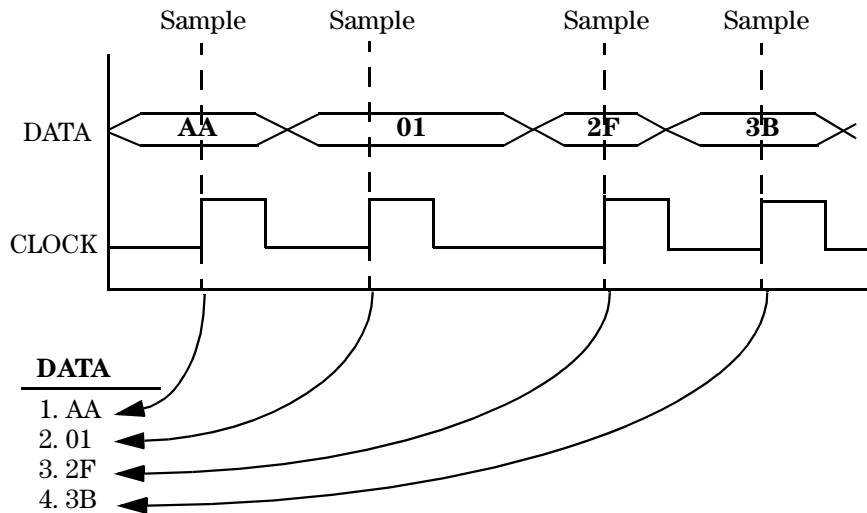 Sample Sample Sample Sample
DATA AA 01 2F 3B
CLOCK
DATA
1. AA
2. 01
3. 2F
4. 3B